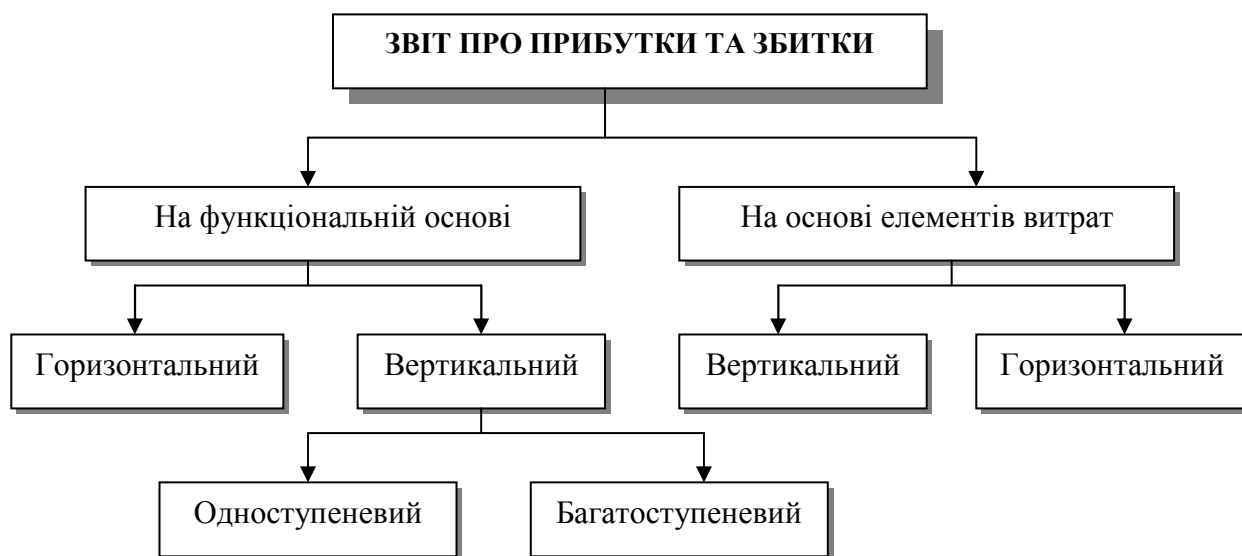 ЗВІТ ПРО ПРИБУТКИ ТА ЗБИТКИ
На функціональній основі
На основі елементів витрат
Горизонтальний
Вертикальний
Вертикальний
Горизонтальний
Одноступеневий
Багатоступеневий